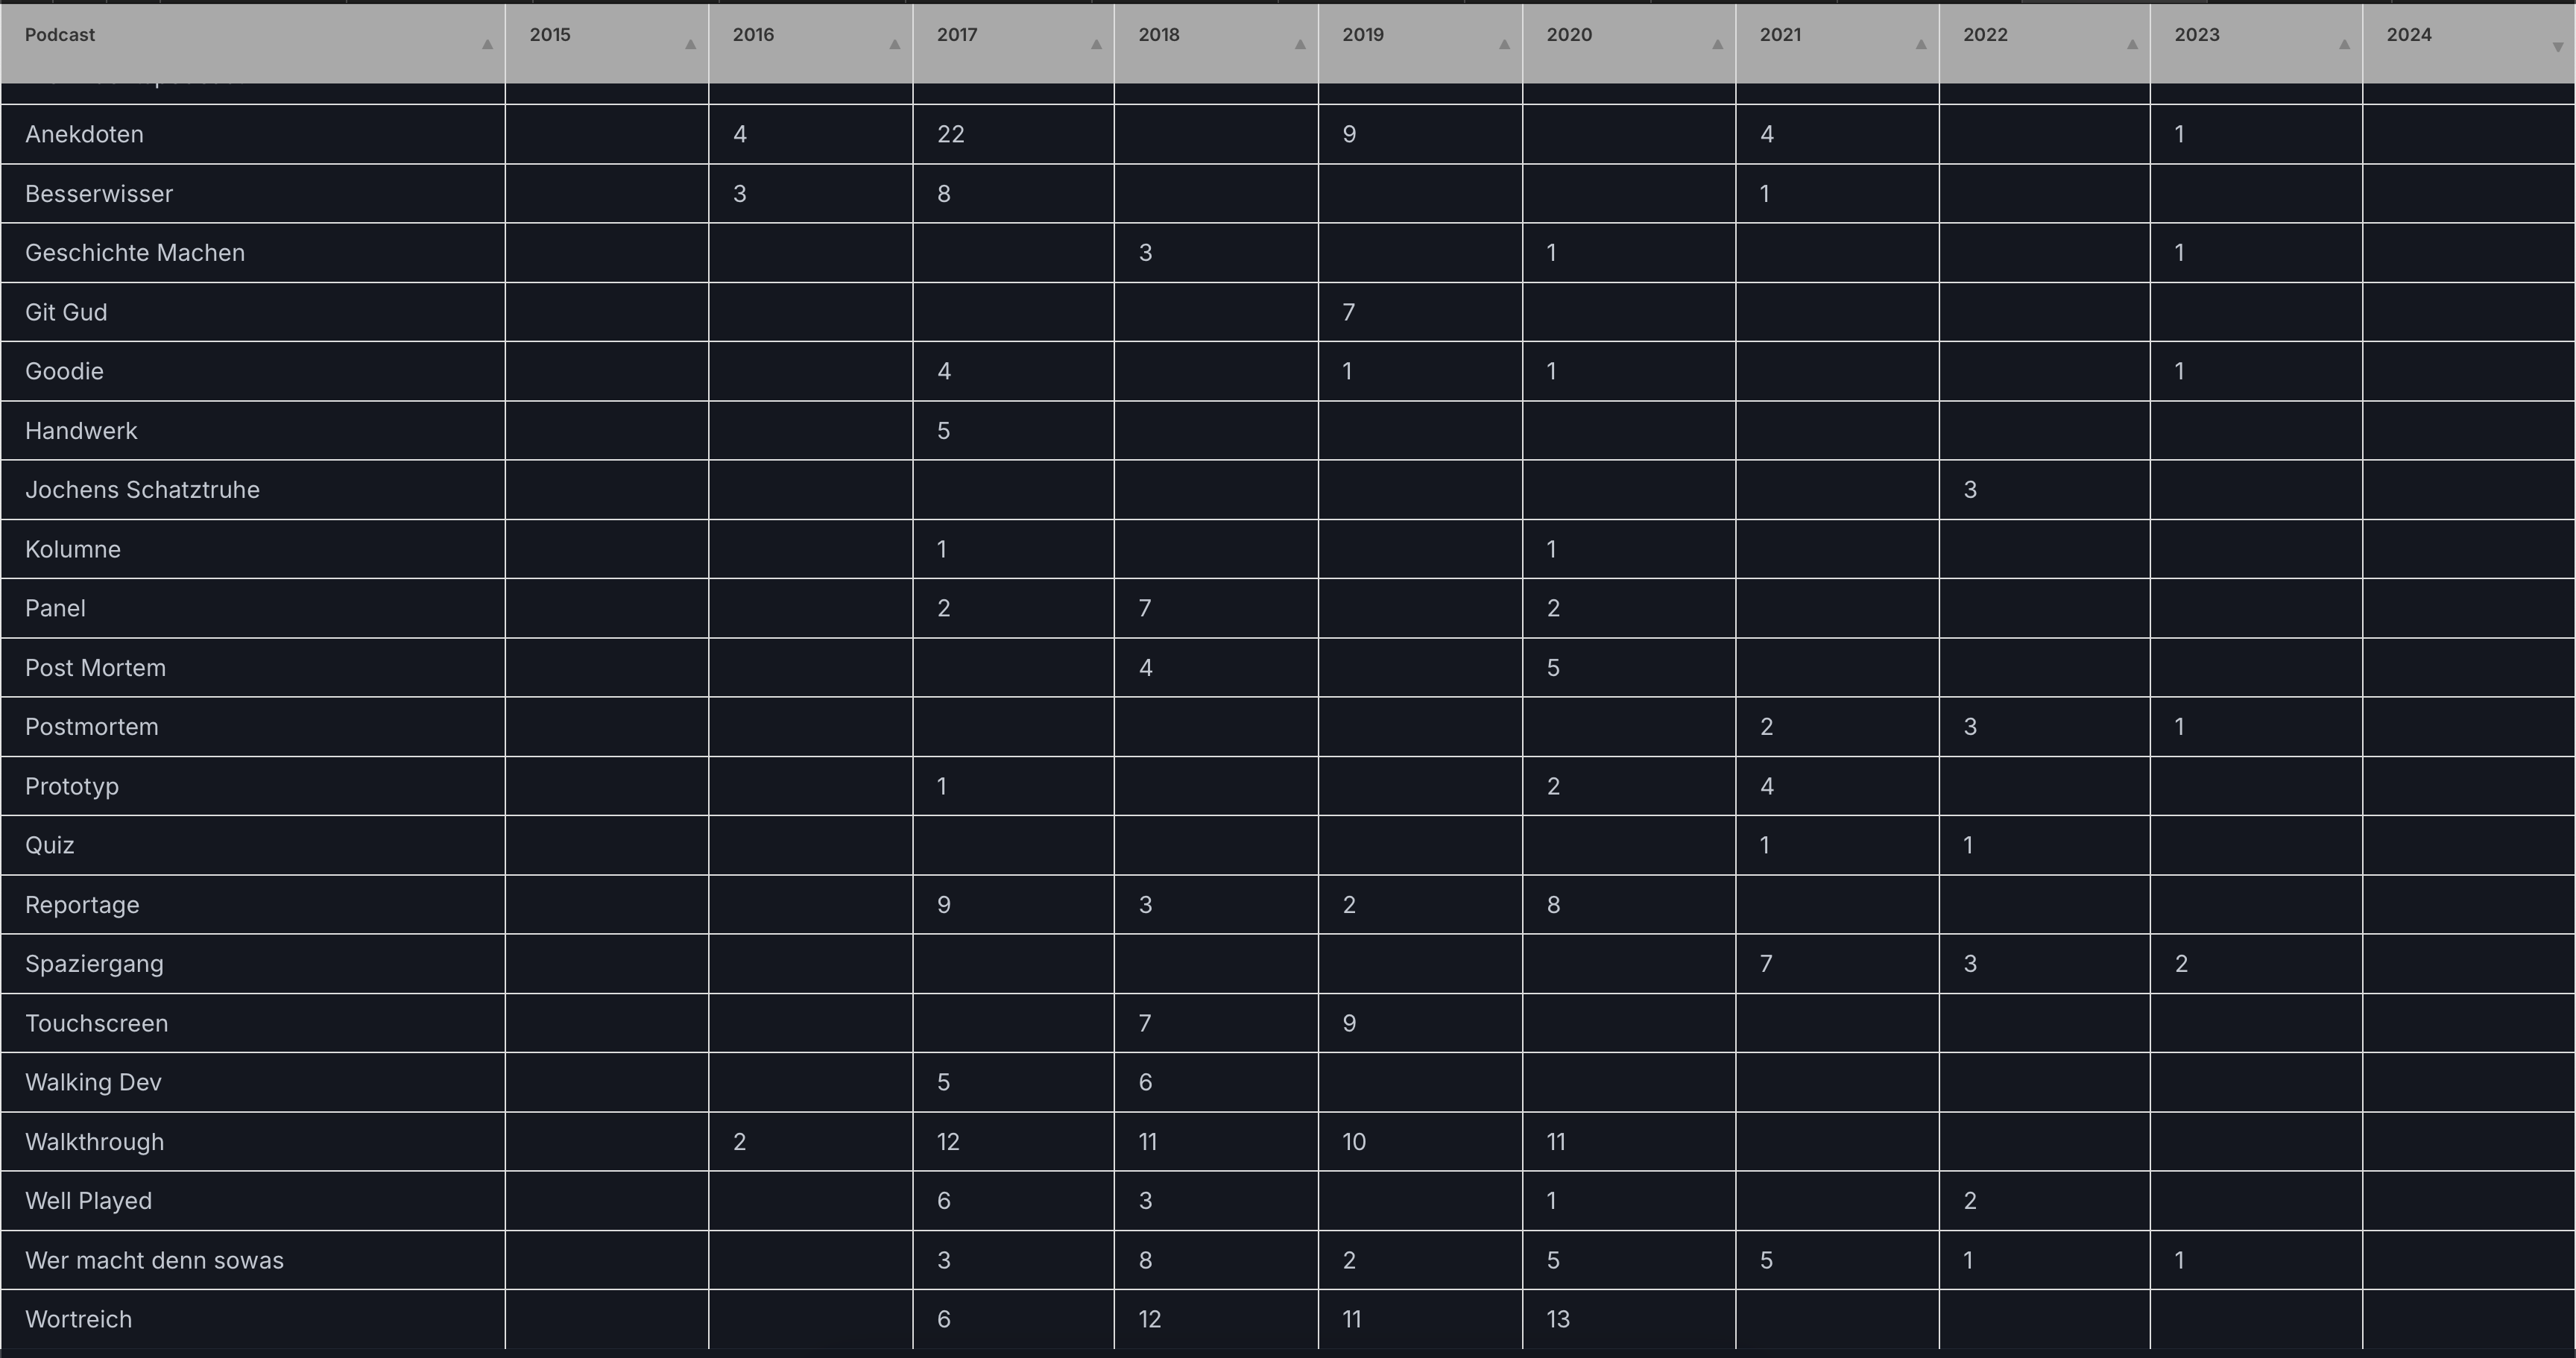 Podcast 2015 2016 2017 2018 2019 2020 2021 2022 2023 2024
Anekdoten 4 22 9 4 1
Besserwisser 3 8 1
Geschichte Machen 3 1 1
Git Gud 7
Goodie 4 1 1 1
Handwerk 5
Jochens Schatztruhe 3
Kolumne 1 1
Panel 2 7 2
Post Mortem 4 5
Postmortem 2 3 1
Prototyp 1 2 4
Quiz 1 1
Reportage 9 3 2 8
Spaziergang 7 3 2
Touchscreen 7 9
Walking Dev 5 6
Walkthrough 2 12 11 10 11
Well Played 6 3 1 2
Wer macht denn sowas 3 8 2 5 5 1 1
Wortreich 6 12 11 13